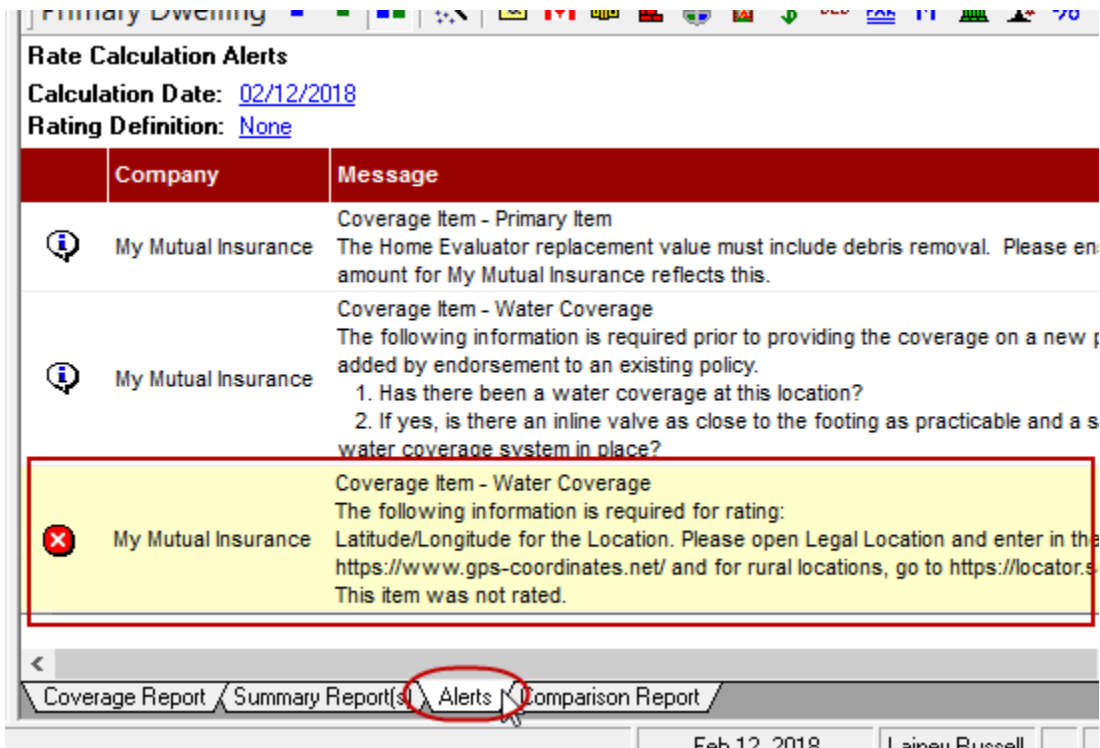 Primary Dwelling
Rate Calculation Alerts
Calculation Date: 02/12/2018
Rating Definition: None
Company Message
Coverage Item - Primary Item
My Mutual Insurance The Home Evaluator replacement value must include debris removal. Please
amount for My Mutual Insurance reflects this.
Coverage Item - Water Coverage
The following information is required prior to providing the coverage on a new
added by endorsement to an existing policy.
My Mutual Insurance 1. Has there been a water coverage at this location?
2. If yes, is there an inline valve as close to the footing as practicable and a
water coverage system in place?
Coverage Item - Water Coverage
The following information is required for rating:
My Mutual Insurance Latitude/Longitude for the Location. Please open Legal Location and enter in the
https://www.gps-coordinates.net/ and for rural locations, go to https://locator.s
This item was not rated.
Coverage Report Summary Report(s) Alerts Comparison Report
Feb 12, 2018 Lainey Russell